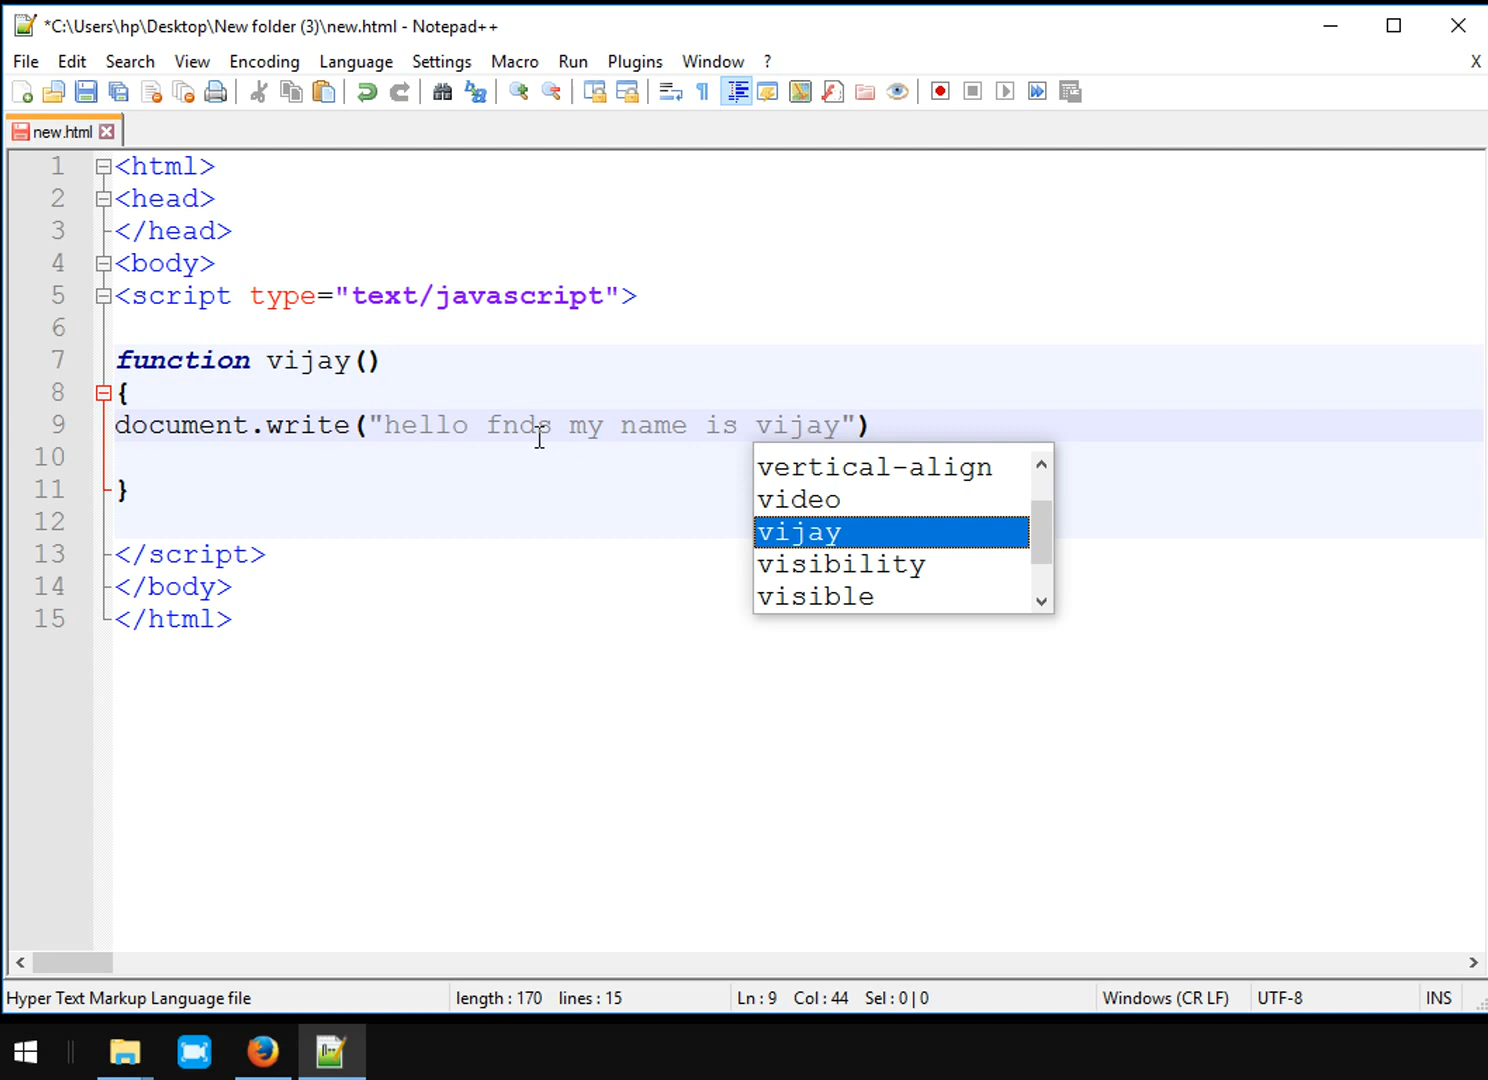 *C:\Users\hp\Desktop\New folder (3)\new.html - Notepad++
File Edit Search View Encoding Language Settings Macro Run Plugins Window ? X
new.html
1 <html>
2 <head>
3 </head>
4 <body>
5 <script type="text/javascript">
6
7 function vijay()
8 {
9 document.write("hello fnds my name is vijay")
10
11 }
12
13 </script>
14 </body>
15 </html>
vertical-align
video
vijay
visibility
visible
Hyper Text Markup Language file length : 170 lines : 15 Ln : 9 Col : 44 Sel : 0 | 0 Windows (CR LF) UTF-8 INS